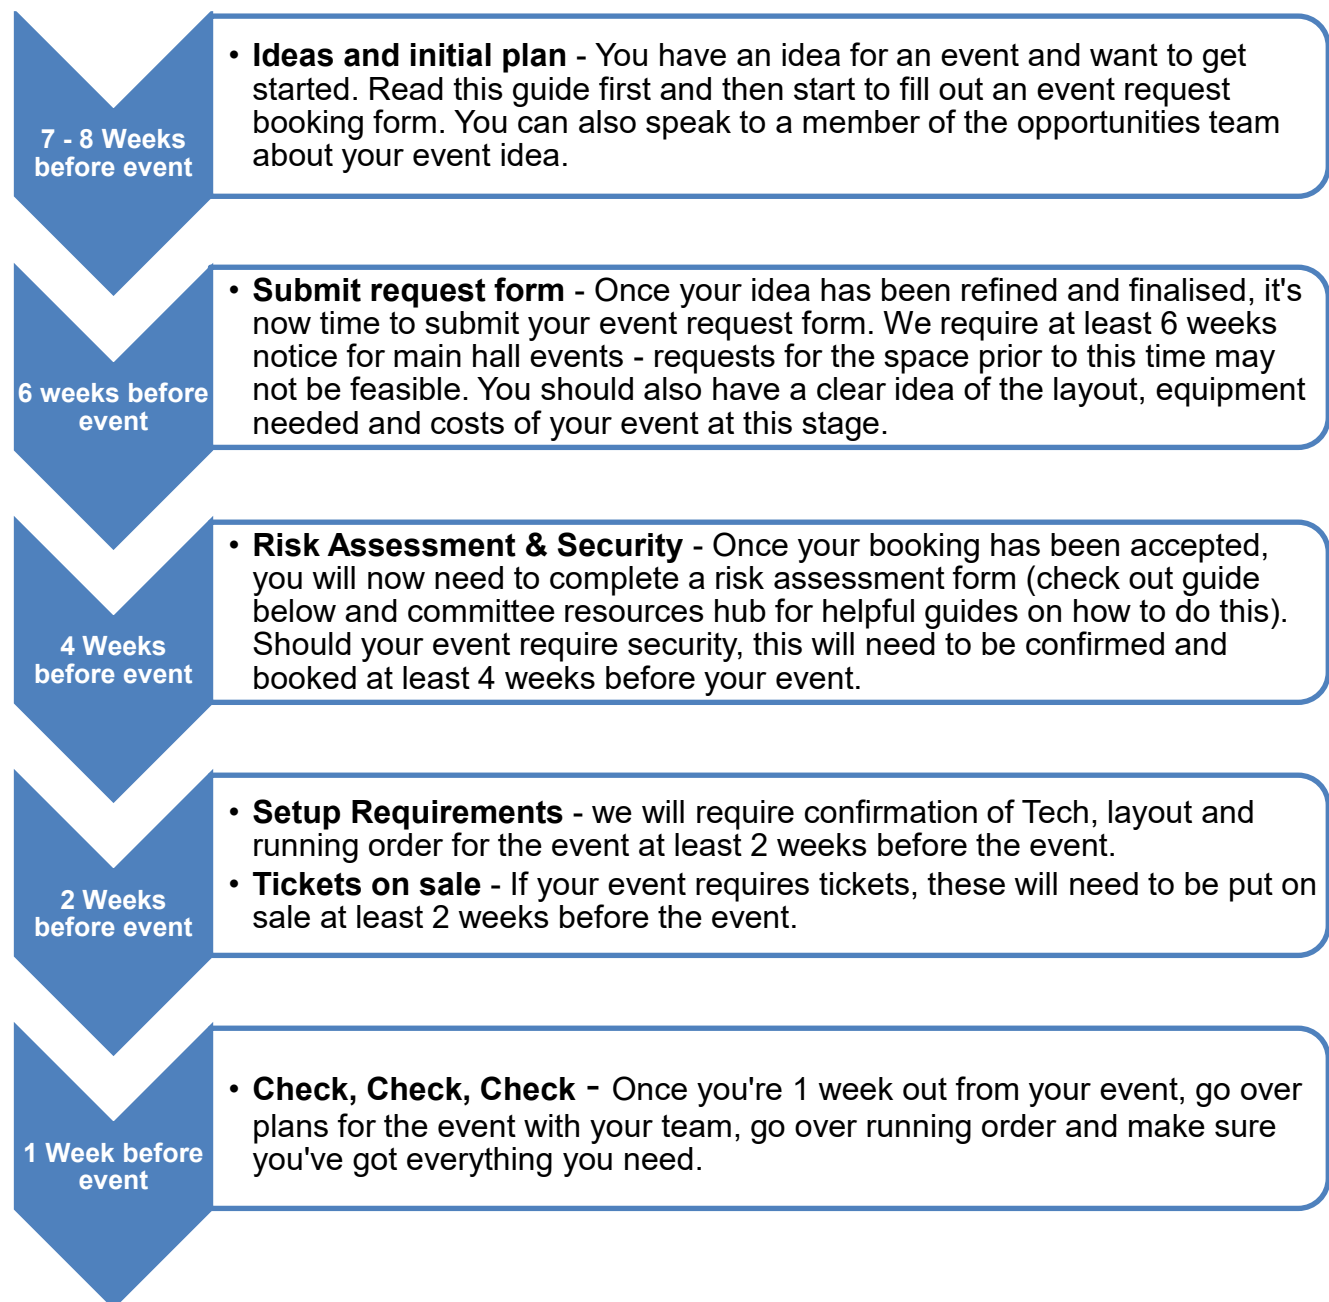 7 - 8 Weeks
before event
• Ideas and initial plan - You have an idea for an event and want to get
started. Read this guide first and then start to fill out an event request
booking form. You can also speak to a member of the opportunities team
about your event idea.
6 weeks before
event
• Submit request form - Once your idea has been refined and finalised, it's
now time to submit your event request form. We require at least 6 weeks
notice for main hall events - requests for the space prior to this time may
not be feasible. You should also have a clear idea of the layout, equipment
needed and costs of your event at this stage.
4 Weeks
before event
• Risk Assessment & Security - Once your booking has been accepted,
you will now need to complete a risk assessment form (check out guide
below and committee resources hub for helpful guides on how to do this).
Should your event require security, this will need to be confirmed and
booked at least 4 weeks before your event.
2 Weeks
before event
• Setup Requirements - we will require confirmation of Tech, layout and
running order for the event at least 2 weeks before the event.
• Tickets on sale - If your event requires tickets, these will need to be put on
sale at least 2 weeks before the event.
1 Week before
event
• Check, Check, Check - Once you're 1 week out from your event, go over
plans for the event with your team, go over running order and make sure
you've got everything you need.